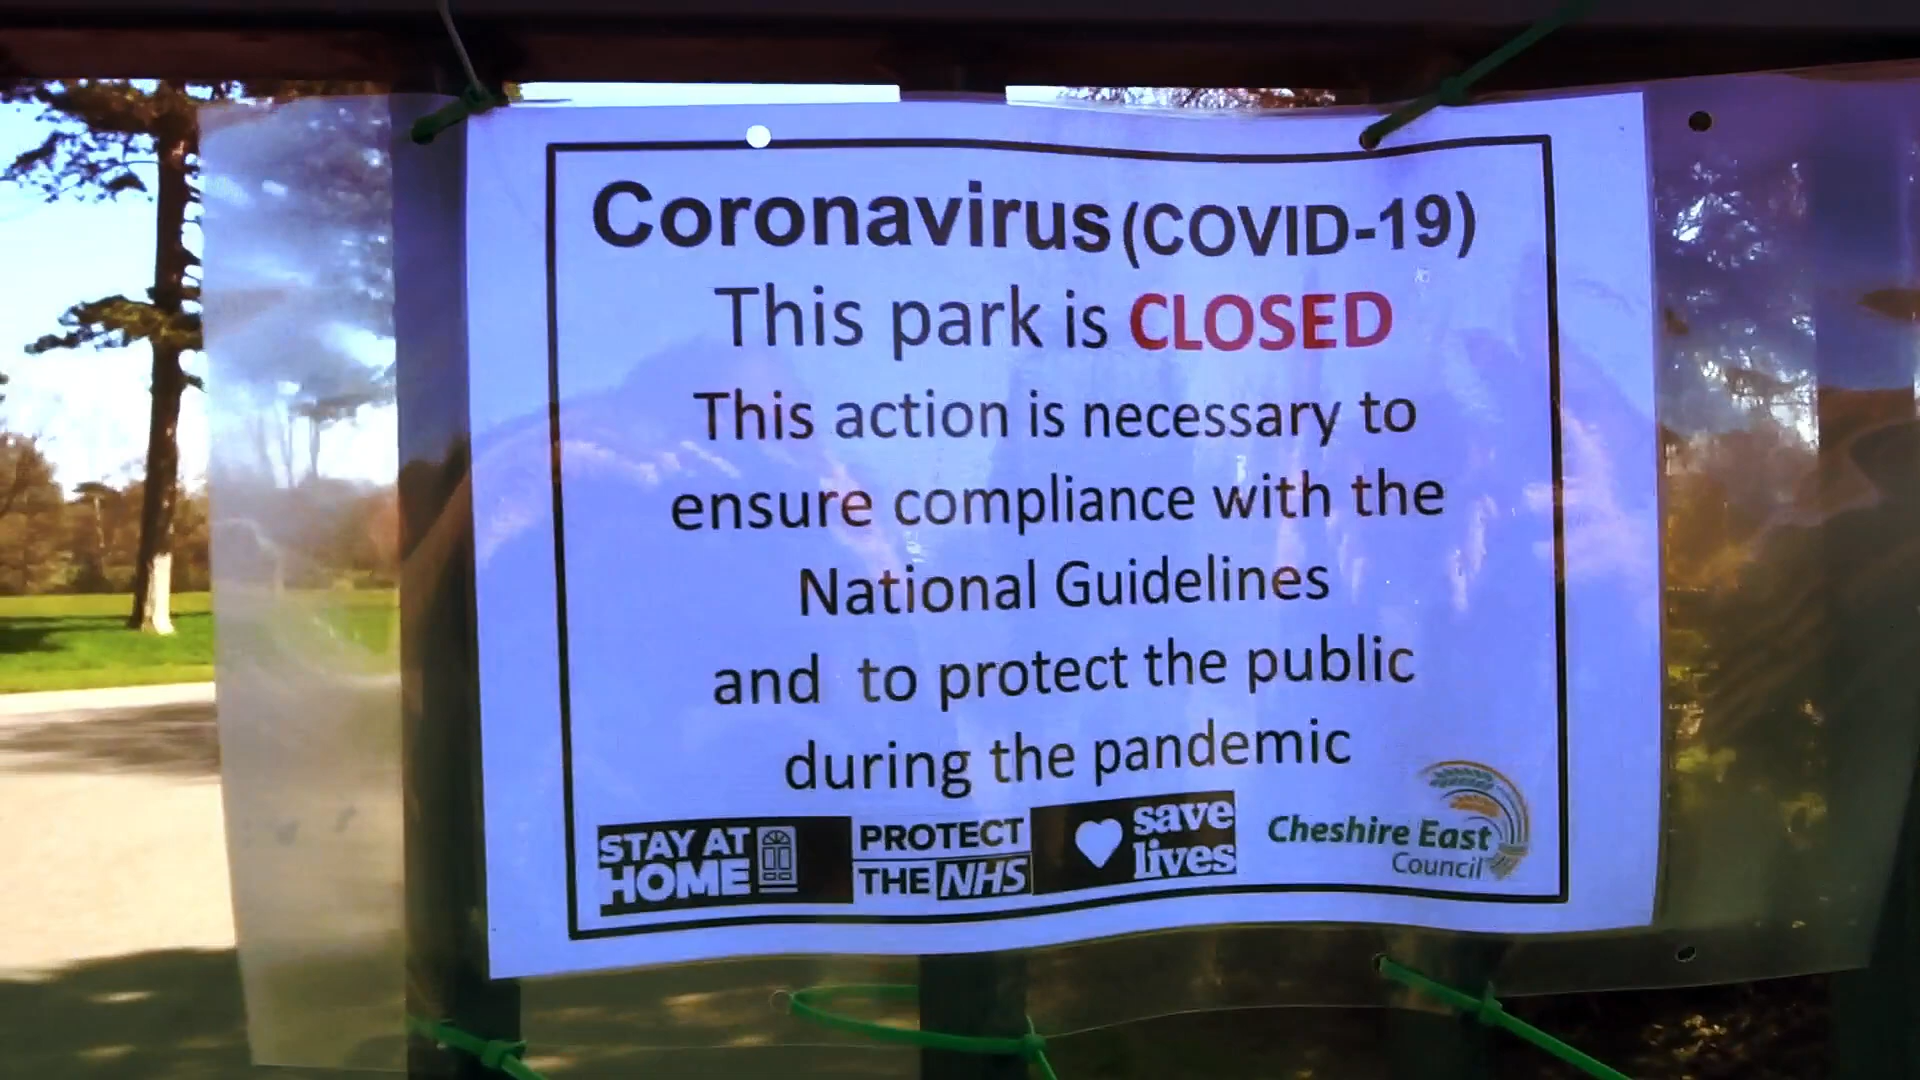 Coronavirus (COVID-19)
This park is CLOSED
This action is necessary to
ensure compliance with the
National Guidelines
and to protect the public
during the pandemic
STAY AT
HOME
PROTECT
THE NHS
save
lives
Cheshire East
Council